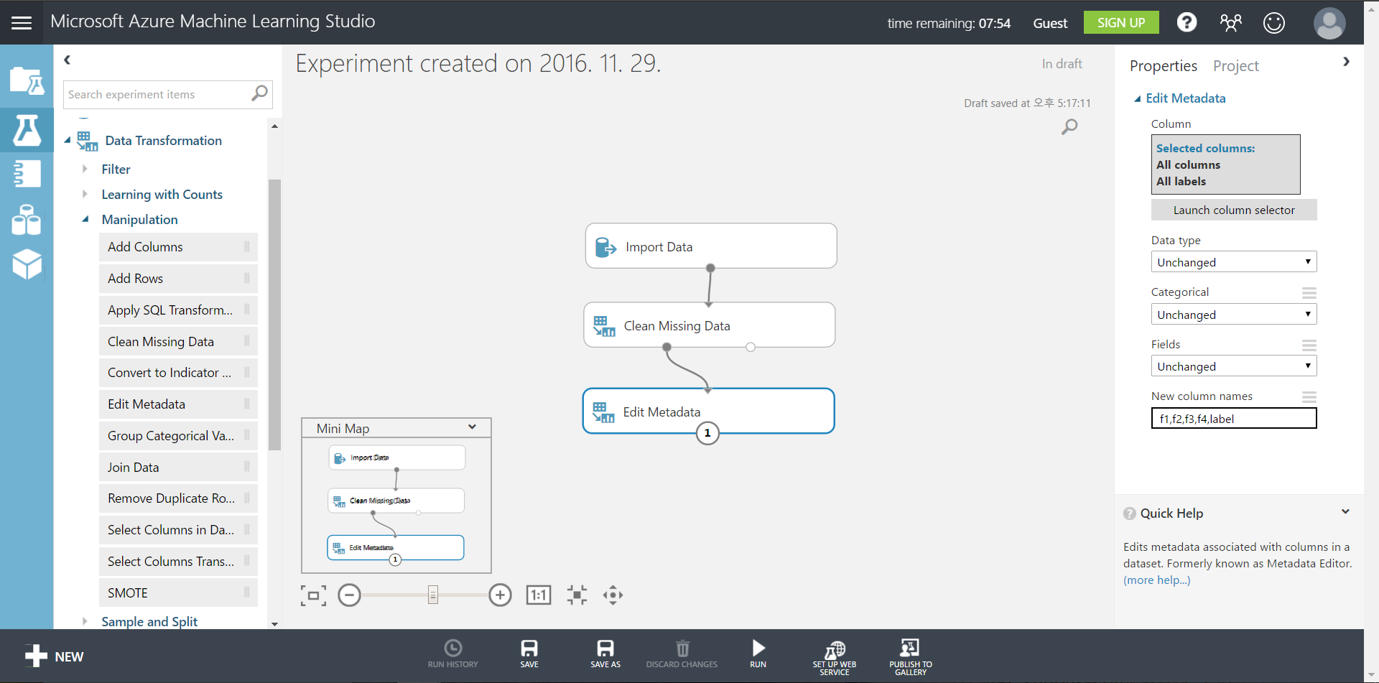 Microsoft Azure Machine Learning Studio
time remaining: 07:54
Guest
SIGN UP
?
Search experiment items
Data Transformation
Filter
Learning with Counts
Manipulation
Add Columns
Add Rows
Apply SQL Transform...
Clean Missing Data
Convert to Indicator ...
Edit Metadata
Group Categorical Va...
Join Data
Remove Duplicate Ro...
Select Columns in Da...
Select Columns Trans...
SMOTE
Sample and Split
Experiment created on 2016. 11. 29.
In draft
Draft saved at 오후 5:17:11
Import Data
Clean Missing Data
Edit Metadata
1
Mini Map
Import Data
Clean Missing Data
Edit Metadata
1
1:1
Properties
Project
Edit Metadata
Column
Selected columns:
All columns
All labels
Launch column selector
Data type
Unchanged
Categorical
Unchanged
Fields
Unchanged
New column names
f1,f2,f3,f4,label
? Quick Help
Edits metadata associated with columns in a
dataset. Formerly known as Metadata Editor.
(more help...)
NEW
RUN HISTORY
SAVE
SAVE AS
DISCARD CHANGES
RUN
SET UP WEB
SERVICE
PUBLISH TO
GALLERY